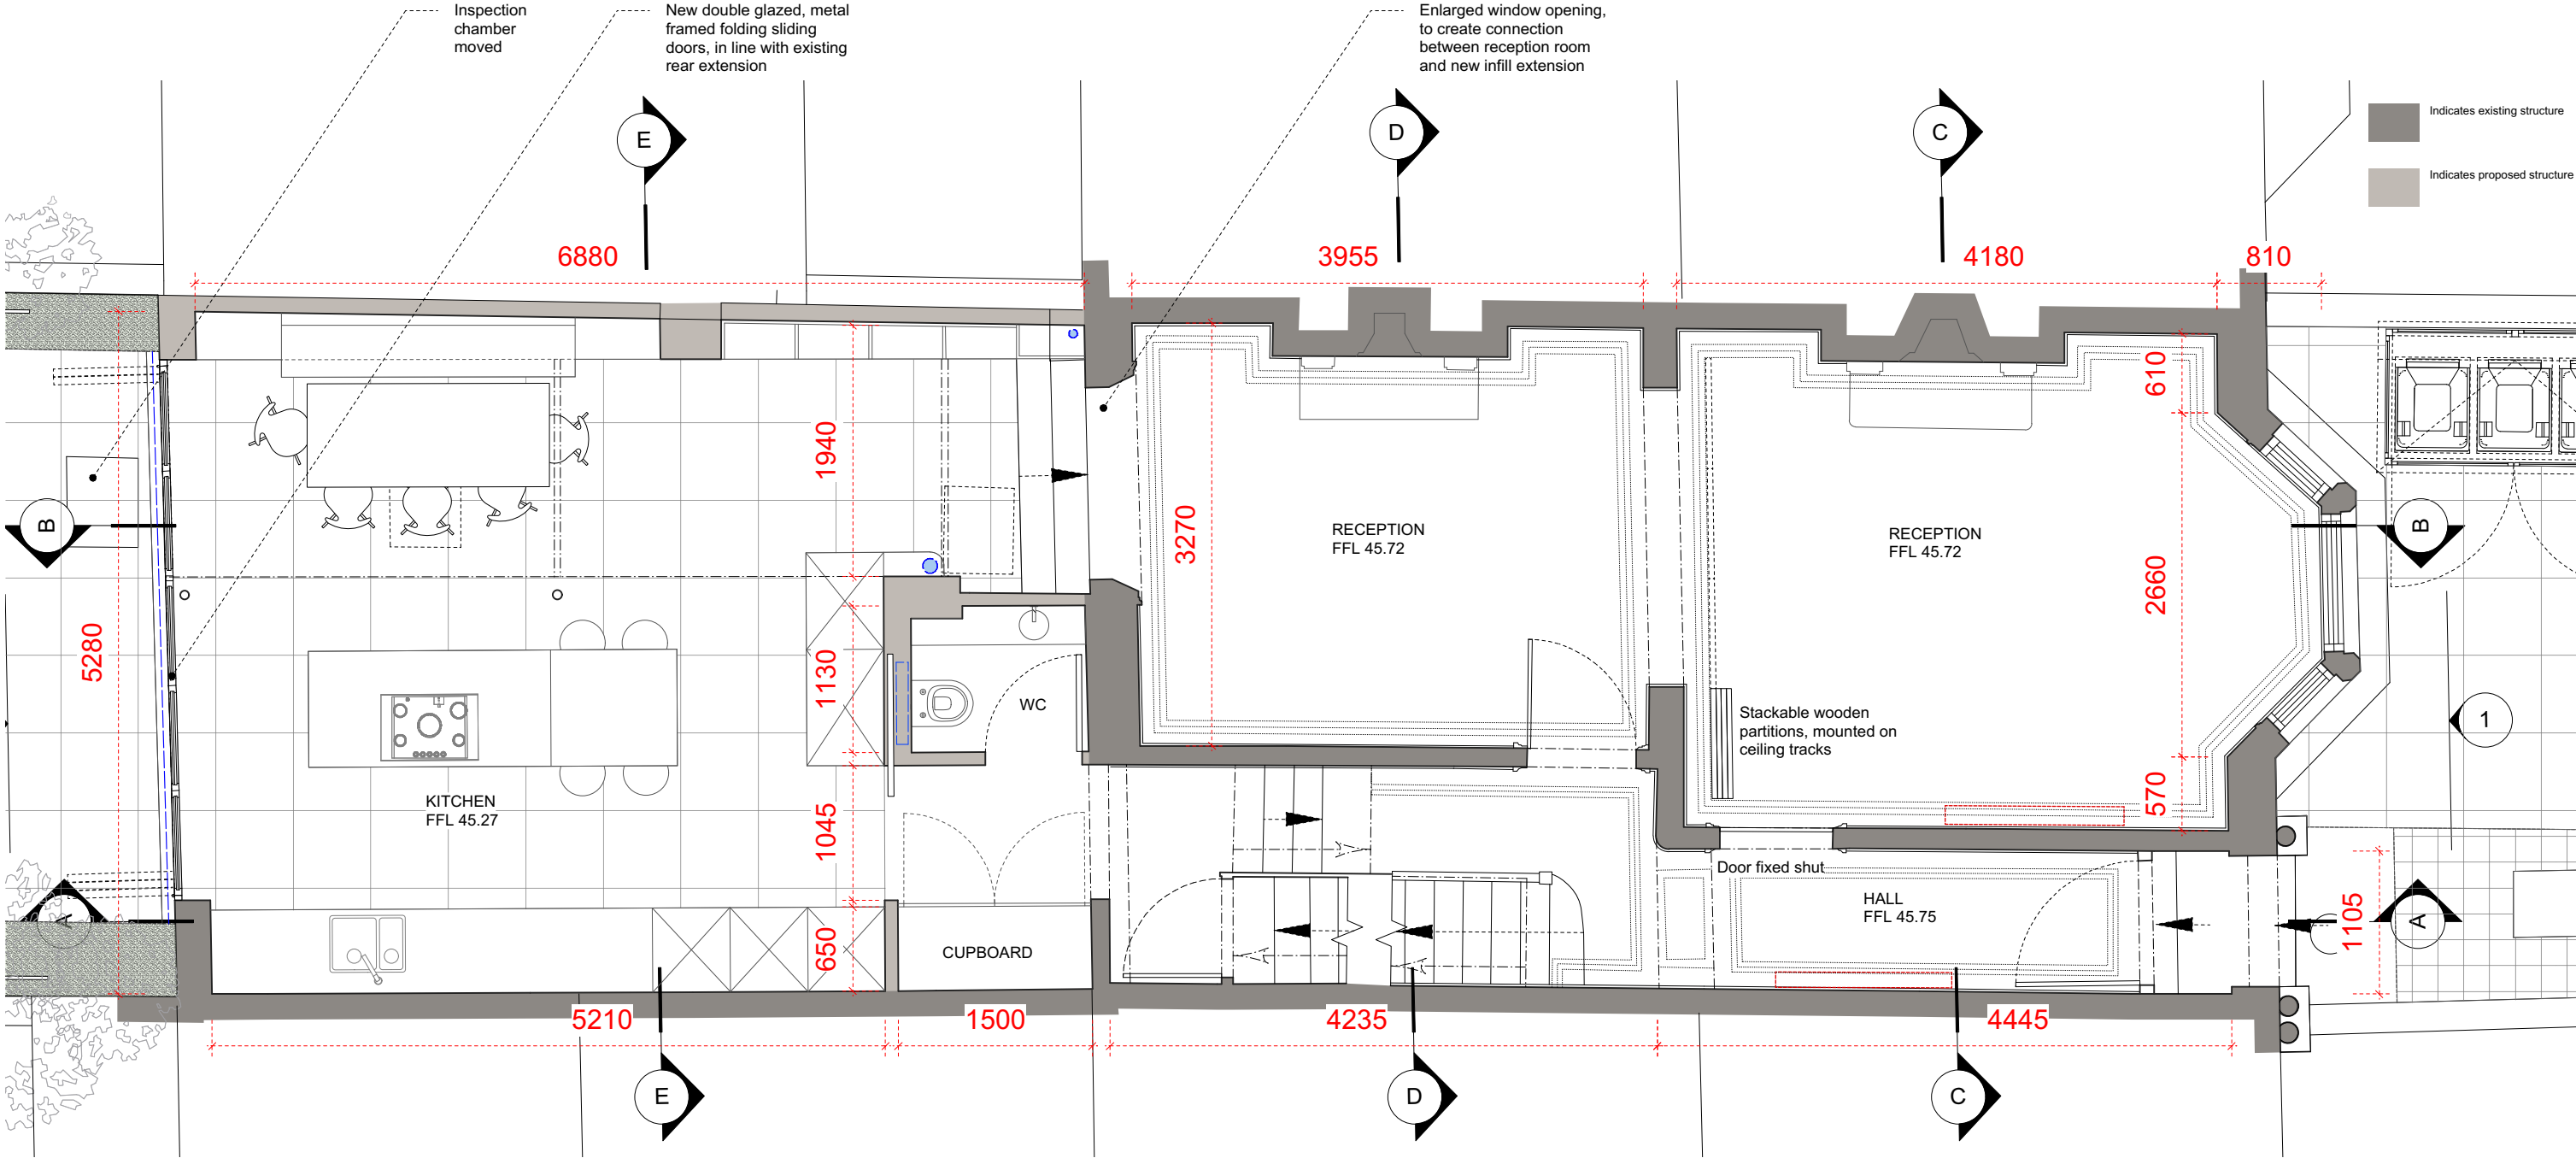 Inspection
chamber
moved
New double glazed, metal
framed folding sliding
doors, in line with existing
rear extension
Enlarged window opening,
to create connection
between reception room
and new infill extension
Indicates existing structure
Indicates proposed structure
E
D
C
6880
3955
4180
810
610
1940
3270
2660
5280
1130
1045
650
570
1105
B
B
RECEPTION
FFL 45.72
RECEPTION
FFL 45.72
WC
Stackable wooden
partitions, mounted on
ceiling tracks
1
KITCHEN
FFL 45.27
Door fixed shut
HALL
FFL 45.75
A
A
CUPBOARD
5210
1500
4235
4445
E
D
C